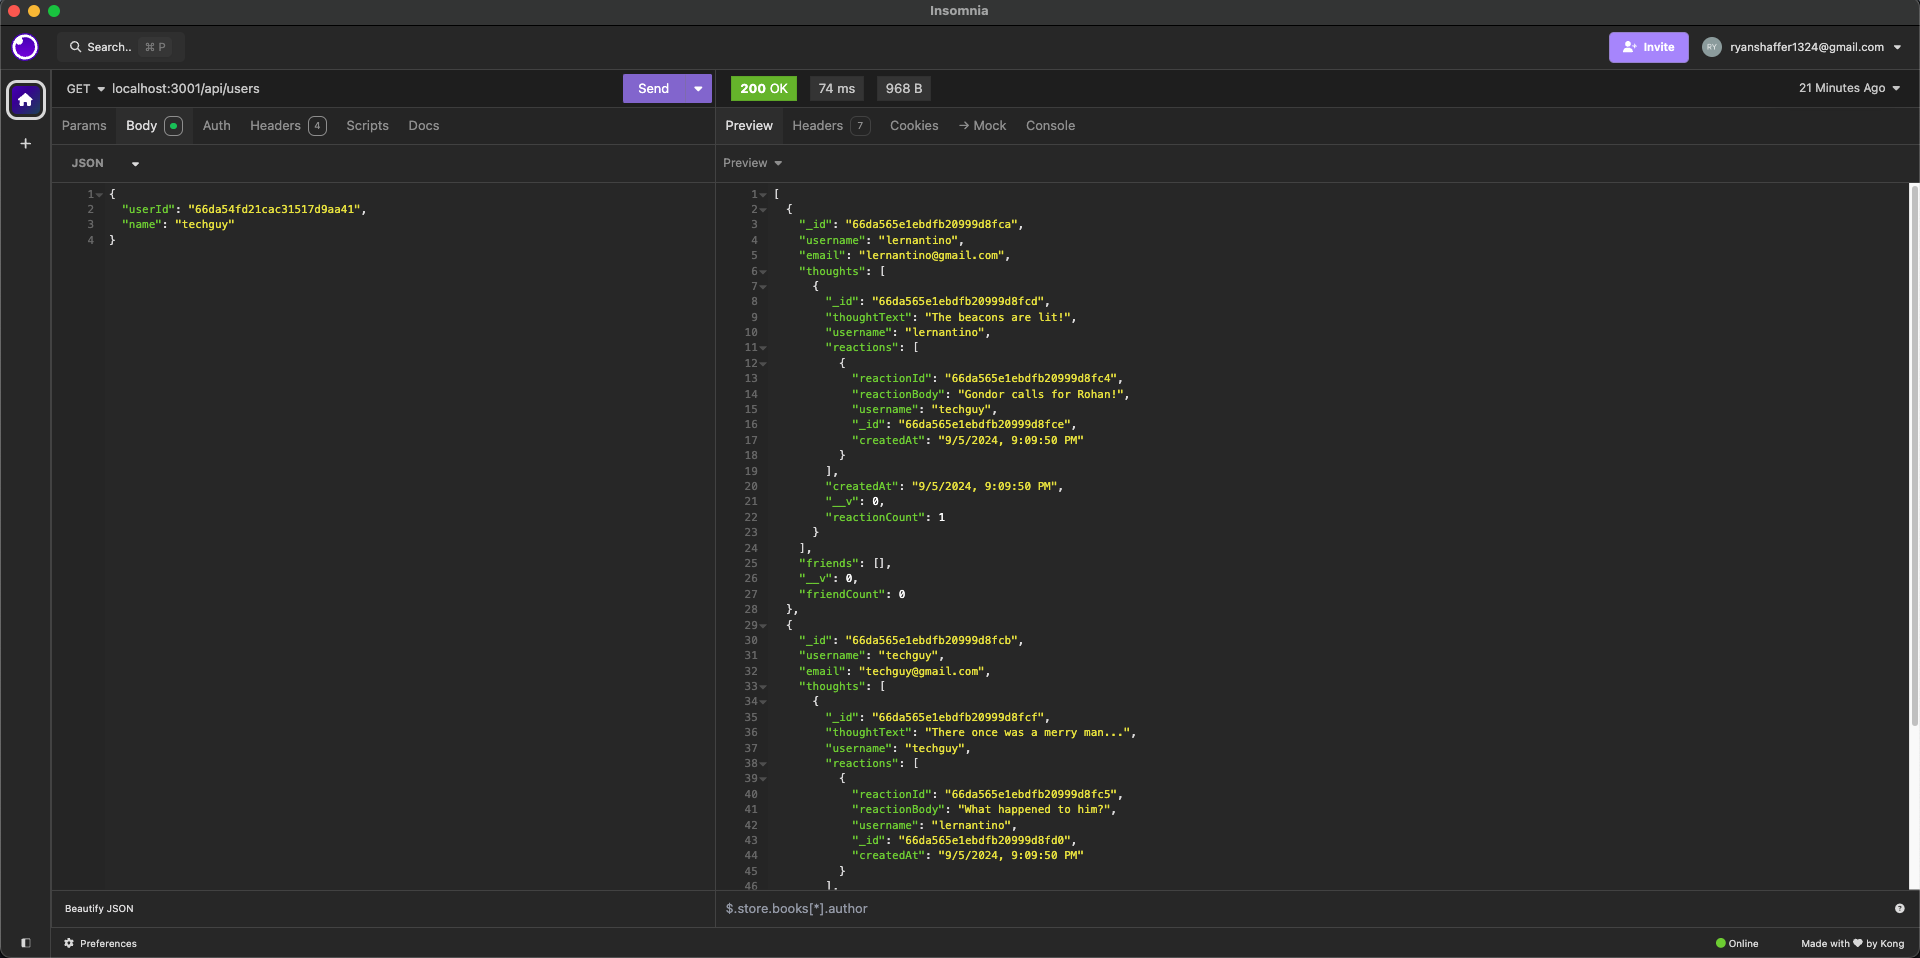 Insomnia
Search.. ⌘ P
Invite
RY
ryanshaffer1324@gmail.com
GET localhost:3001/api/users
Send
200 OK
74 ms
968 B
21 Minutes Ago
Params Body Auth Headers 4 Scripts Docs
Preview Headers 7 Cookies → Mock Console
JSON
Preview
1 {
2 "userId": "66da54fd21cac31517d9aa41",
3 "name": "techguy"
4 }
1 [
2 {
3 "_id": "66da565e1ebdfb20999d8fca",
4 "username": "lernantino",
5 "email": "lernantino@gmail.com",
6 "thoughts": [
7 {
8 "_id": "66da565e1ebdfb20999d8fcd",
9 "thoughtText": "The beacons are lit!",
10 "username": "lernantino",
11 "reactions": [
12 {
13 "reactionId": "66da565e1ebdfb20999d8fc4",
14 "reactionBody": "Gondor calls for Rohan!",
15 "username": "techguy",
16 "_id": "66da565e1ebdfb20999d8fce",
17 "createdAt": "9/5/2024, 9:09:50 PM"
18 }
19 ],
20 "createdAt": "9/5/2024, 9:09:50 PM",
21 "__v": 0,
22 "reactionCount": 1
23 }
24 ],
25 "friends": [],
26 "__v": 0,
27 "friendCount": 0
28 },
29 {
30 "_id": "66da565e1ebdfb20999d8fcb",
31 "username": "techguy",
32 "email": "techguy@gmail.com",
33 "thoughts": [
34 {
35 "_id": "66da565e1ebdfb20999d8fcf",
36 "thoughtText": "There once was a merry man...",
37 "username": "techguy",
38 "reactions": [
39 {
40 "reactionId": "66da565e1ebdfb20999d8fc5",
41 "reactionBody": "What happened to him?",
42 "username": "lernantino",
43 "_id": "66da565e1ebdfb20999d8fd0",
44 "createdAt": "9/5/2024, 9:09:50 PM"
45 }
46 ],
Beautify JSON
$.store.books[*].author
Preferences
Online
Made with ♥ by Kong